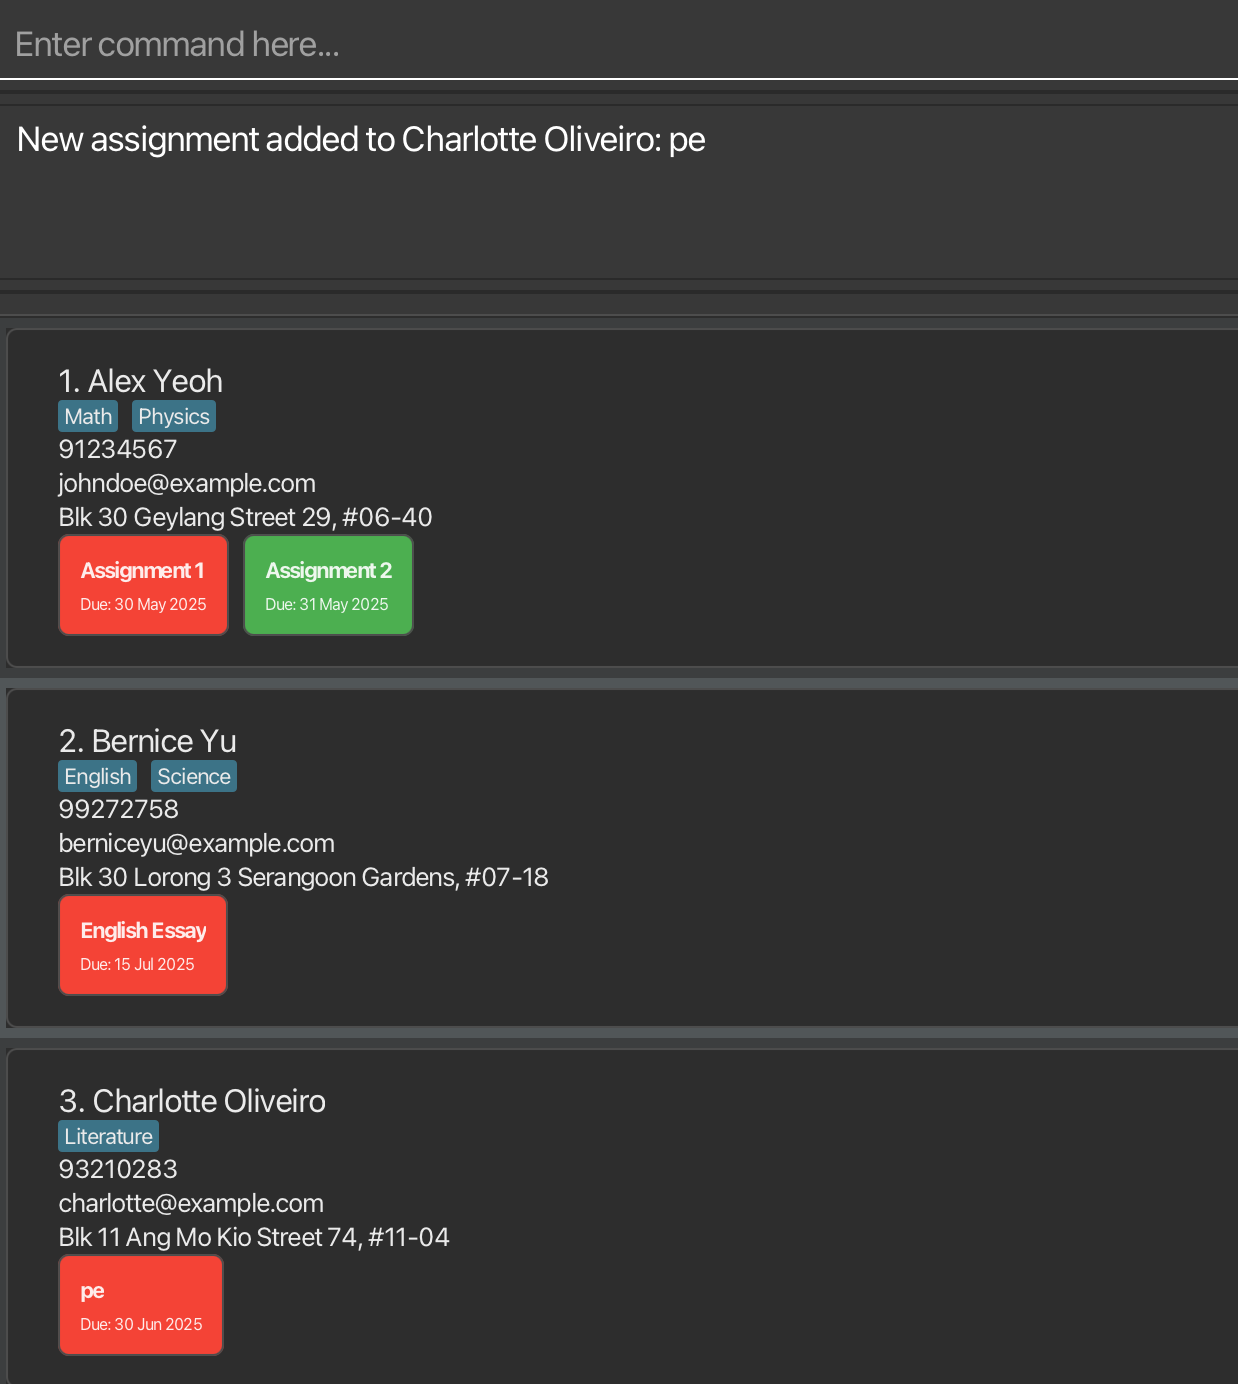 Enter command here...
New assignment added to Charlotte Oliveiro: pe
1. Alex Yeoh
Math Physics
91234567
johndoe@example.com
Blk 30 Geylang Street 29, #06-40
Assignment 1 Assignment 2
Due: 30 May 2025 Due: 31 May 2025
2. Bernice Yu
English Science
99272758
berniceyu@example.com
Blk 30 Lorong 3 Serangoon Gardens, #07-18
English Essay
Due: 15 Jul 2025
3. Charlotte Oliveiro
Literature
93210283
charlotte@example.com
Blk 11 Ang Mo Kio Street 74, #11-04
pe
Due: 30 Jun 2025